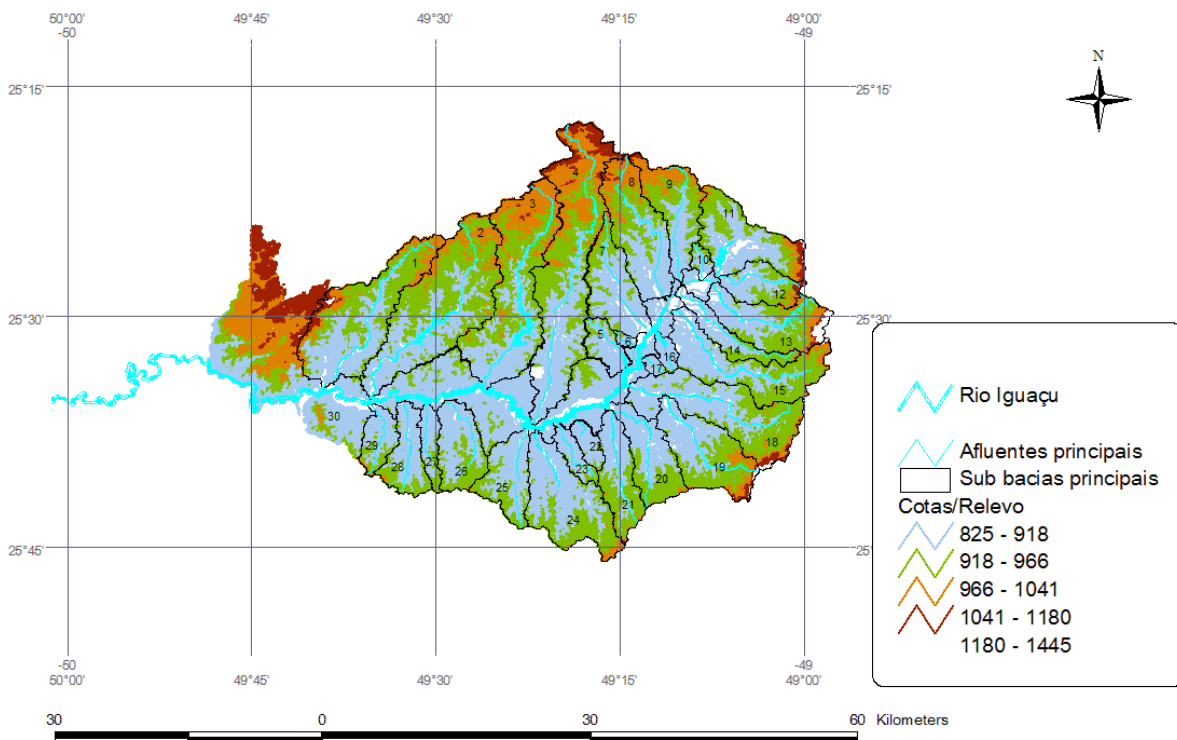 50°00' 49°45' 49°30' 49°15' 49°00'
-50 -49
N
25°15' 25°15'
4
8
9
3
11
2
7
1
10
12
25°30' 25°30'
5 6
13
14
16
17
15
30
18
29
22
28 27 26
23
19
20
25
21
24
25°45' 25°
Rio Iguaçu
Afluentes principais
Sub bacias principais
Cotas/Relevo
825 - 918
918 - 966
966 - 1041
1041 - 1180
1180 - 1445
-50 -49
50°00' 49°45' 49°30' 49°15' 49°00'
30 0 30 60 Kilometers